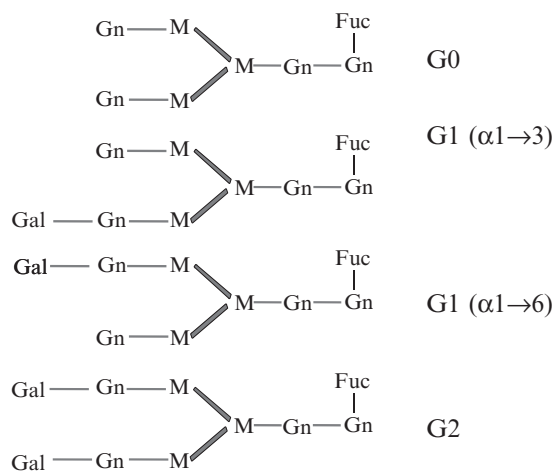 Fuc
Gn M
M Gn Gn G0
Gn M
Fuc G1 (α1→3)
Gn M
M Gn Gn
Gal Gn M
Gal Gn M Fuc
M Gn Gn G1 (α1→6)
Gn M
Fuc
Gal Gn M
M Gn Gn G2
Gal Gn M